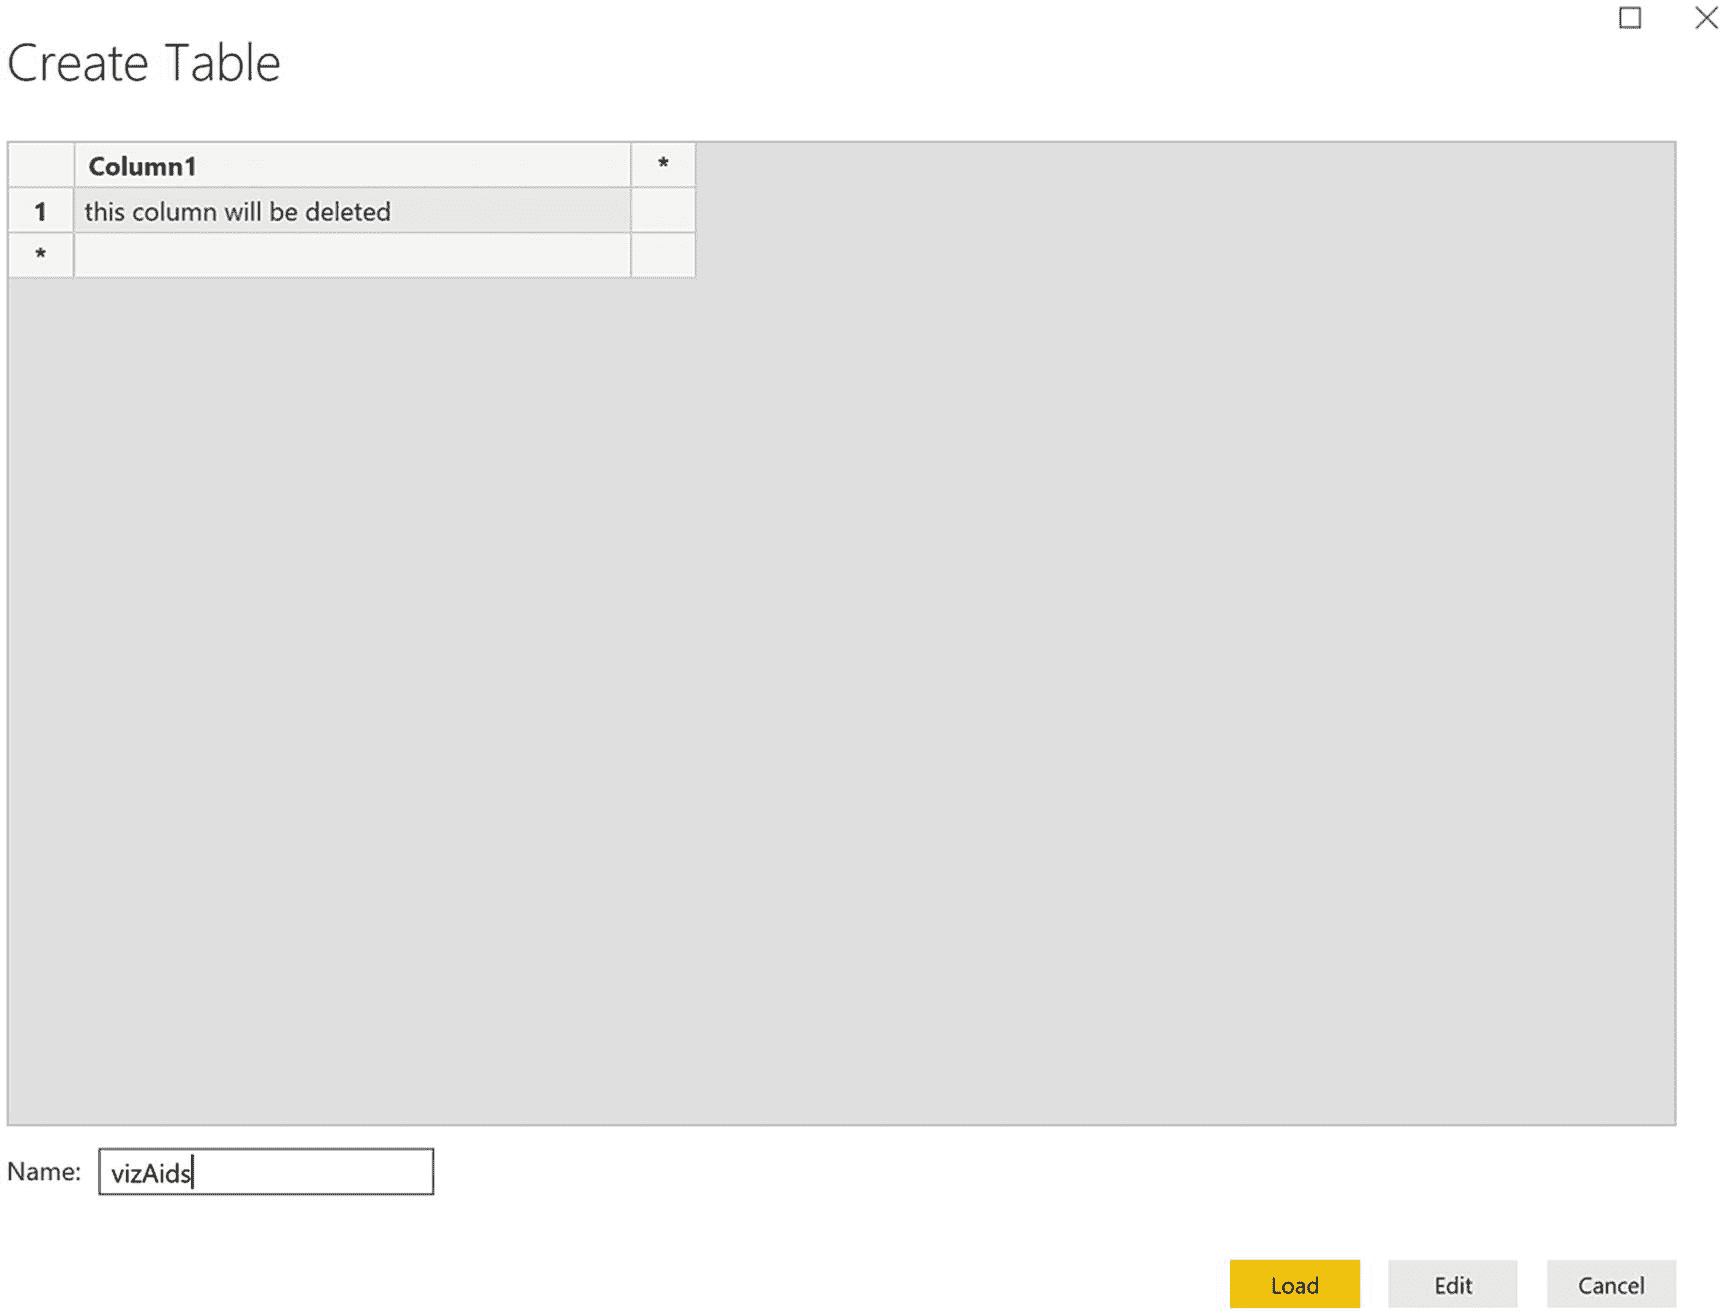 Create Table
Column1 *
1 this column will be deleted
*
Name: vizAids
Load Edit Cancel